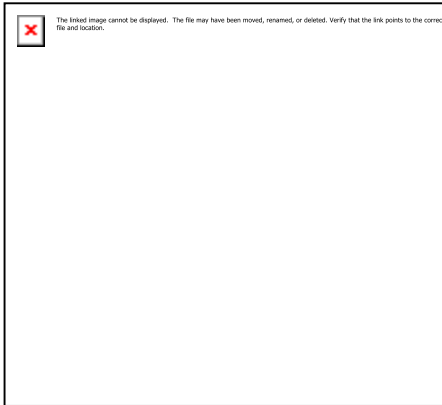 The linked image cannot be displayed. The file may have been moved, renamed, or deleted. Verify that the link points to the correc
file and location.